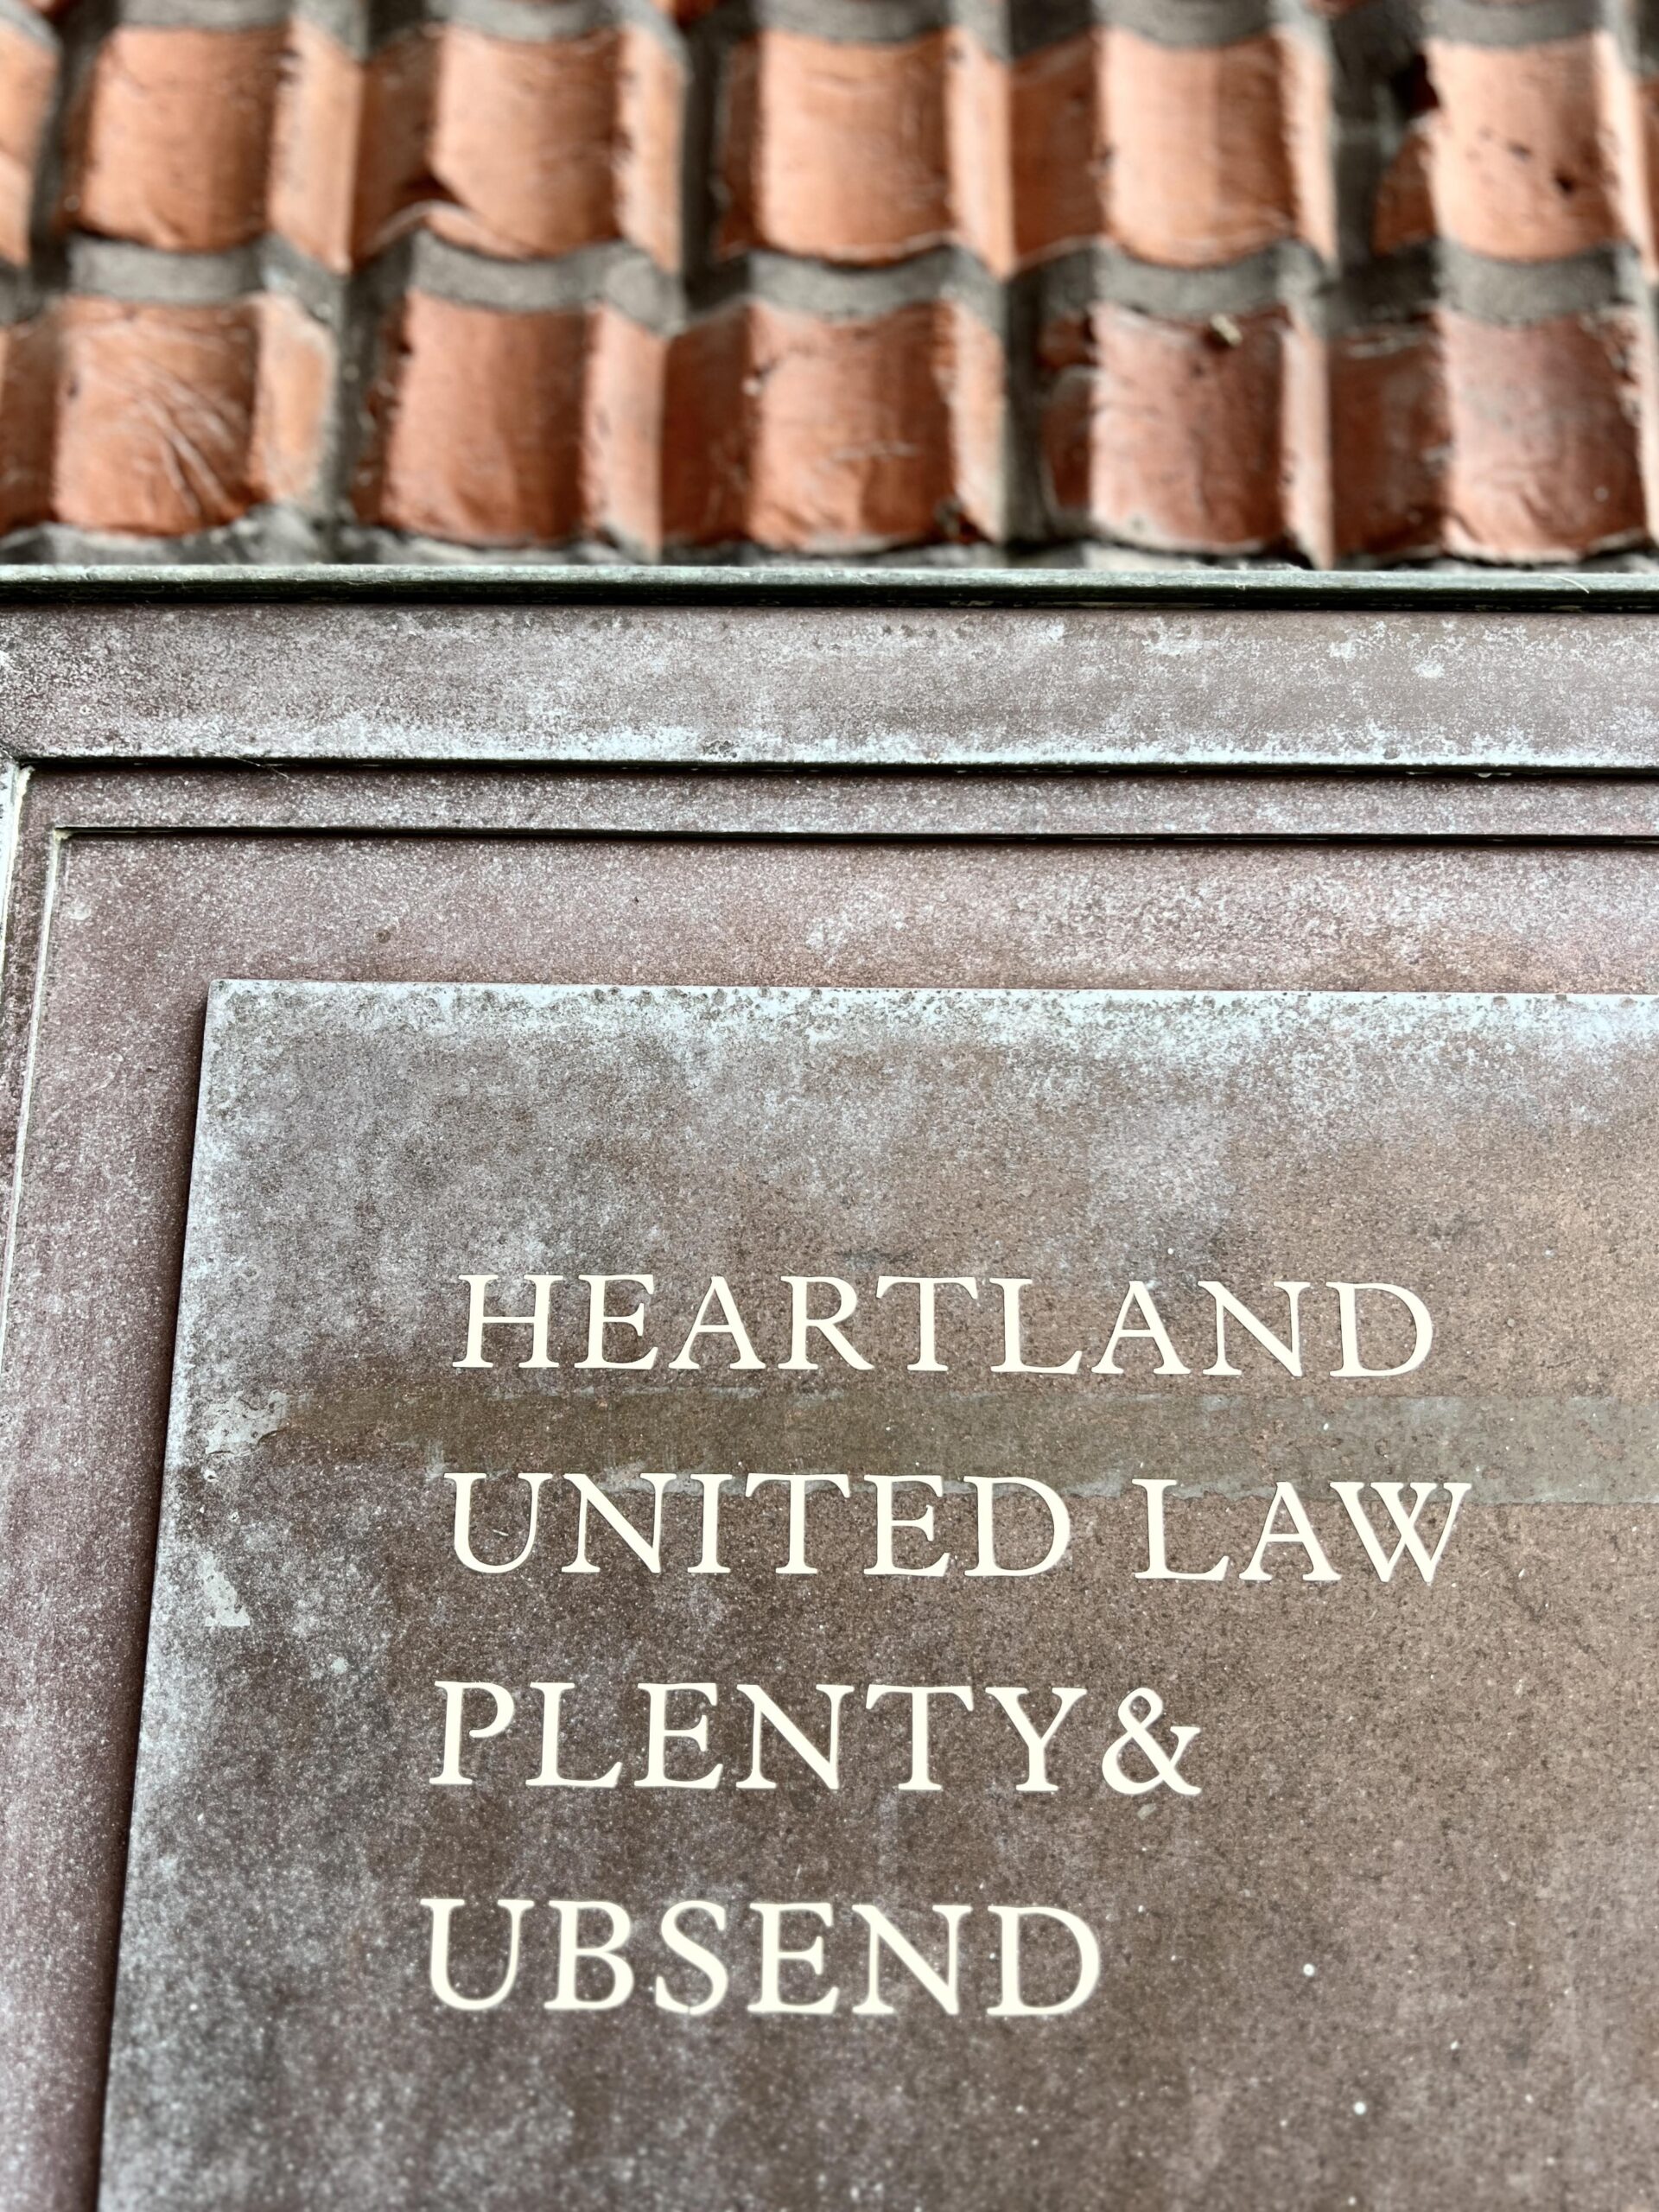 HEARTLAND
UNITED LAW
PLENTY&
UBSEND